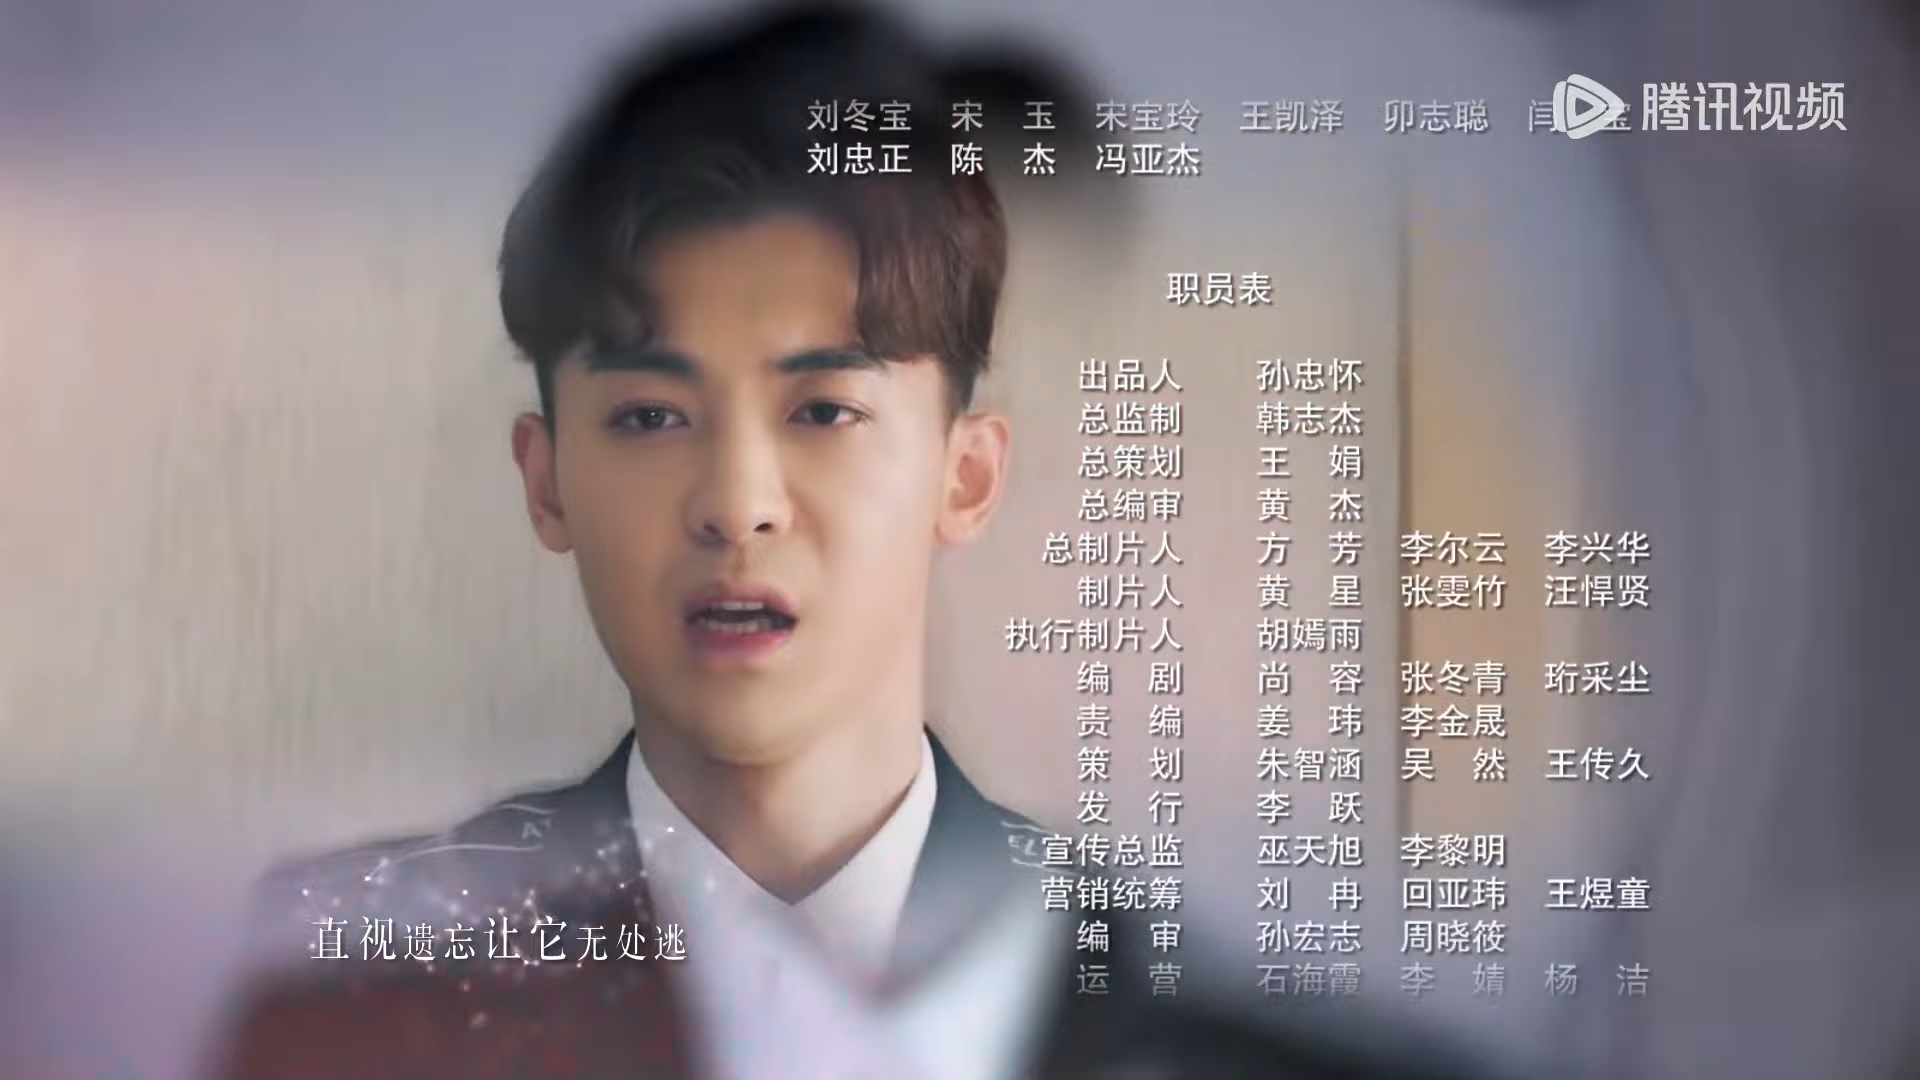 腾讯视频
刘冬宝 宋 玉 宋宝玲 王凯泽 卯志聪 闫 宝
刘忠正 陈 杰 冯亚杰
职员表
出品人 孙忠怀
总监制 韩志杰
总策划 王 娟
总编审 黄 杰
总制片人 方 芳 李尔云 李兴华
制片人 黄 星 张雯竹 汪悍贤
执行制片人 胡嫣雨
编 剧 尚 容 张冬青 珩采尘
责 编 姜 玮 李金晟
策 划 朱智涵 吴 然 王传久
发 行 李 跃
宣传总监 巫天旭 李黎明
营销统筹 刘 冉 回亚玮 王煜童
编 审 孙宏志 周晓筱
运 营 石海霞 李 婧 杨 洁
直视遗忘让它无处逃